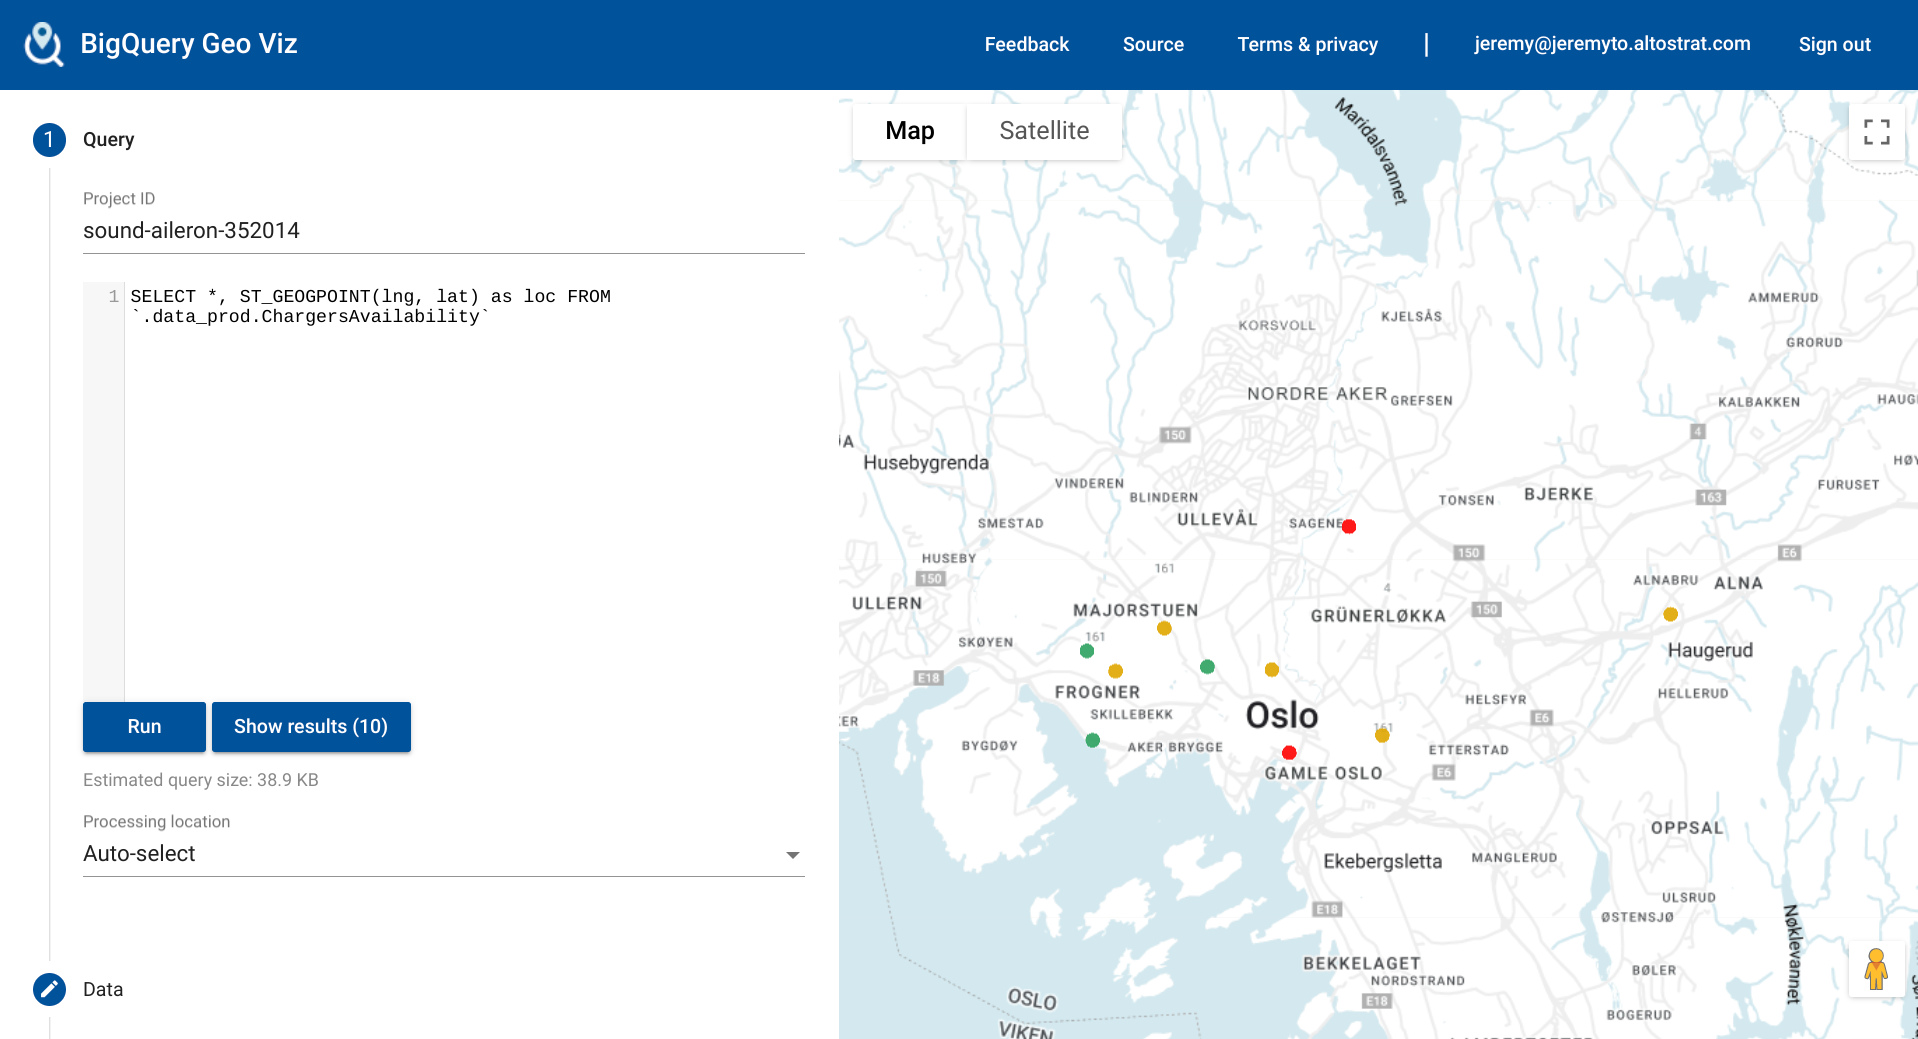 BigQuery Geo Viz
Feedback
Source
Terms & privacy
|
jeremy@jeremyto.altostrat.com
Sign out
1
Query
Project ID
sound-aileron-352014
1
SELECT *, ST_GEOGPOINT(lng, lat) as loc FROM
`.data_prod.ChargersAvailability`
Run
Show results (10)
Estimated query size: 38.9 KB
Processing location
Auto-select
Data
Map
Satellite
Maridalsvannet
AMMERUD
KORSVOLL
KJELSÅS
GRORUD
NORDRE AKER
GREFSEN
KALBAKKEN
HAUG
150
4
Husebygrenda
HØY
VINDEREN
BLINDERN
TONSEN
BJERKE
163
FURUSET
SMESTAD
ULLEVÅL
SAGENE
HUSEBY
150
E6
150
161
ALNABRU
ALNA
4
ULLERN
MAJORSTUEN
GRÜNERLØKKA
150
SKØYEN
161
Haugerud
E18
FROGNER
HELSFYR
HELLERUD
SKILLEBEKK
Oslo
161
E6
ER
BYGDØY
AKER BRYGGE
ETTERSTAD
GAMLE OSLO
E6
OPPSAL
Ekebergsletta
MANGLERUD
ULSRUD
E18
ØSTENSJØ
Nøklevannet
BEKKELAGET
NORDSTRAND
BØLER
OSLO
E18
VIKEN
BOGERUD